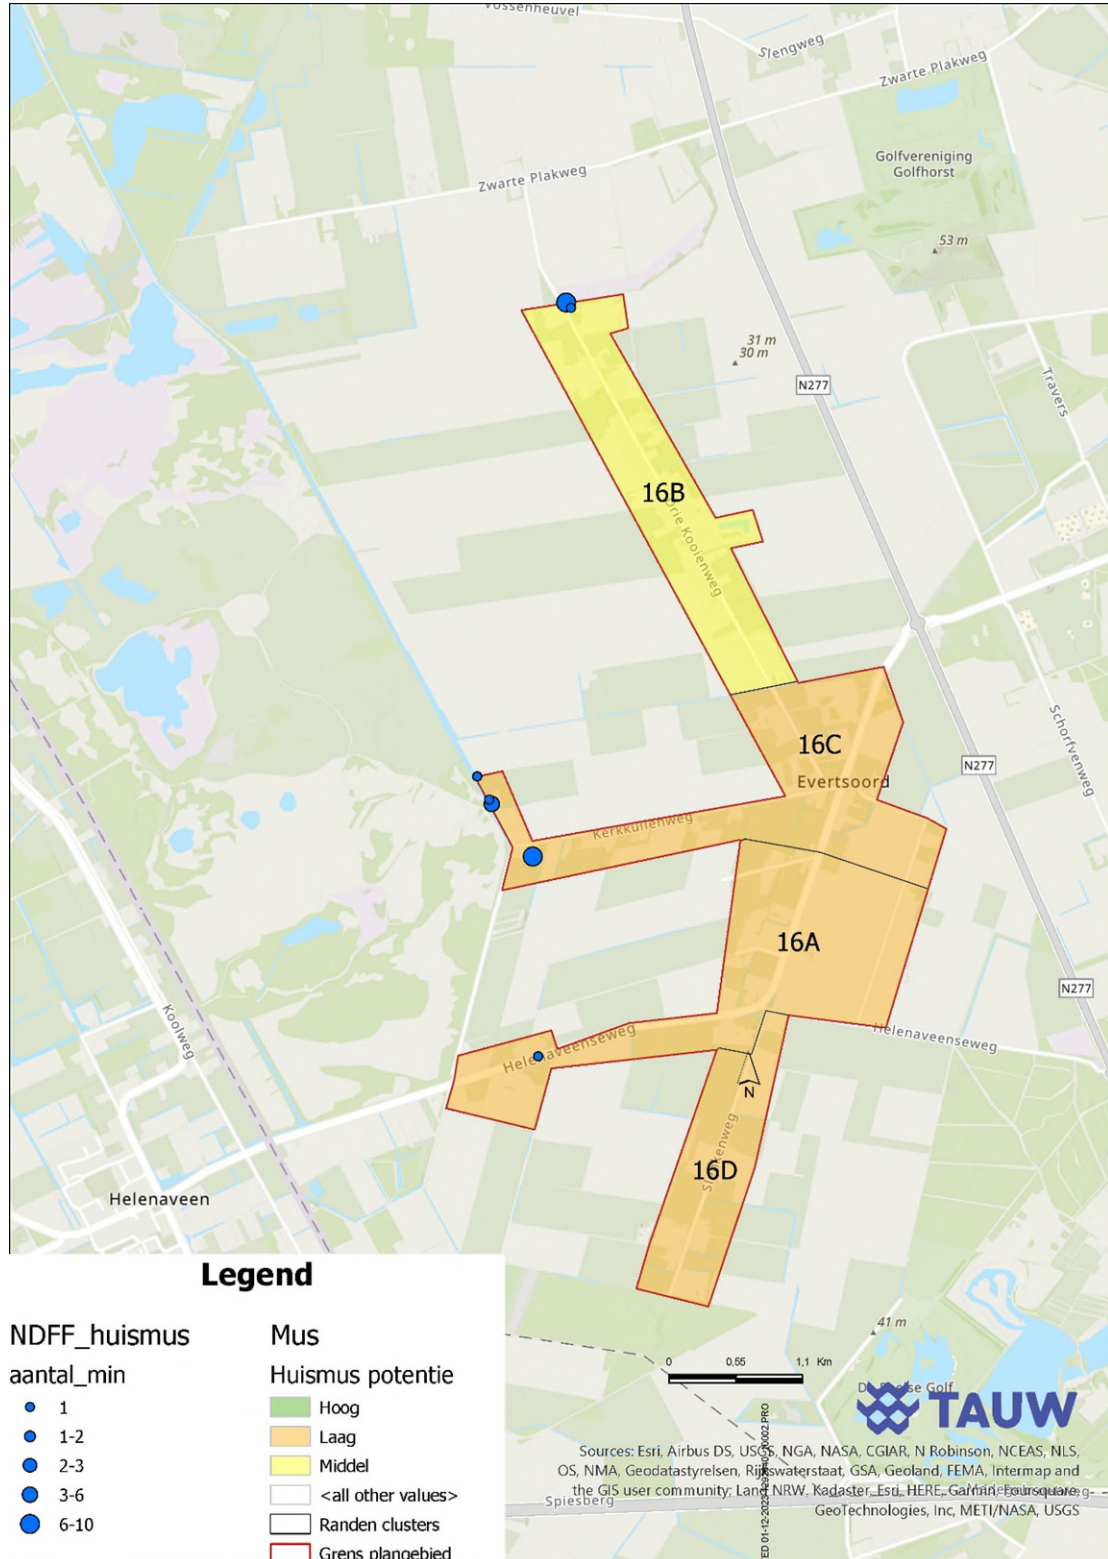 Vossenheuvel
Slengweg
Zwarte Plakweg
Golfvereniging
Golfhorst
Zwarte Plakweg
53 m
31 m
30 m
N277
Travers
16B
Drie Kooienweg
Schorfvenweg
16C
N277
Evertsoord
Kerkkuilenweg
16A
N277
Koolweg
Helenaveenseweg
Helenaveenseweg
N
16D
Helenaveen
Legend
NDFF_huismus
aantal_min
1
1-2
2-3
3-6
6-10
Mus
Huismus potentie
Hoog
Laag
Middel
<all other values>
Randen clusters
Grens plangebied
41 m
0 0,55 1,1 Km
TAUW
Sources: Esri, Airbus DS, USGS, NGA, NASA, CGIAR, N Robinson, NCEAS, NLS,
OS, NMA, Geodatastyrelsen, Rijkswaterstaat, GSA, Geoland, FEMA, Intermap and
the GIS user community; Land NRW, Kadaster, Esri, HERE, Garmin, Foursquare,
GeoTechnologies, Inc, METI/NASA, USGS
Spiesberg